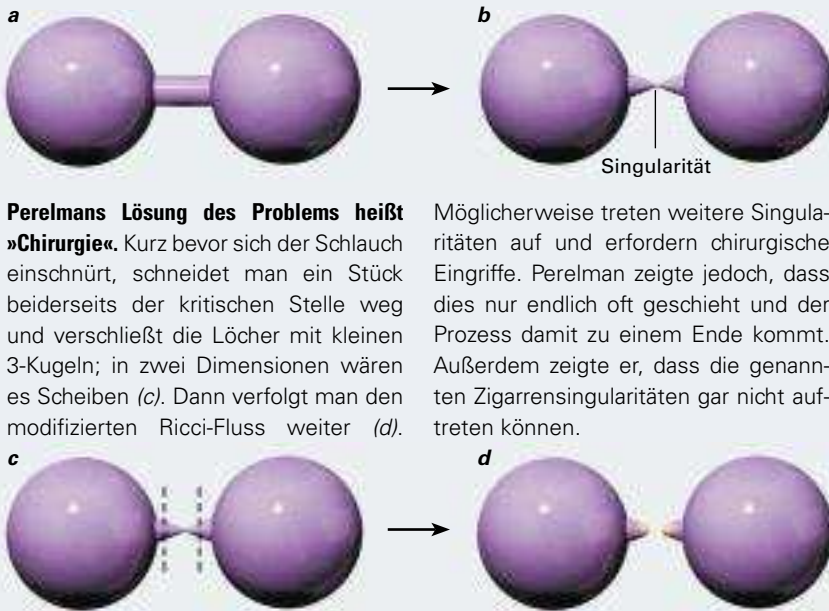 a
b
Singularität
Perelmans Lösung des Problems heißt
»Chirurgie«. Kurz bevor sich der Schlauch
einschnürt, schneidet man ein Stück
beiderseits der kritischen Stelle weg
und verschließt die Löcher mit kleinen
3-Kugeln; in zwei Dimensionen wären
es Scheiben (c). Dann verfolgt man den
modifizierten Ricci-Fluss weiter (d).
Möglicherweise treten weitere Singula-
ritäten auf und erfordern chirurgische
Eingriffe. Perelman zeigte jedoch, dass
dies nur endlich oft geschieht und der
Prozess damit zu einem Ende kommt.
Außerdem zeigte er, dass die genann-
ten Zigarrensingularitäten gar nicht auf-
treten können.
c
d